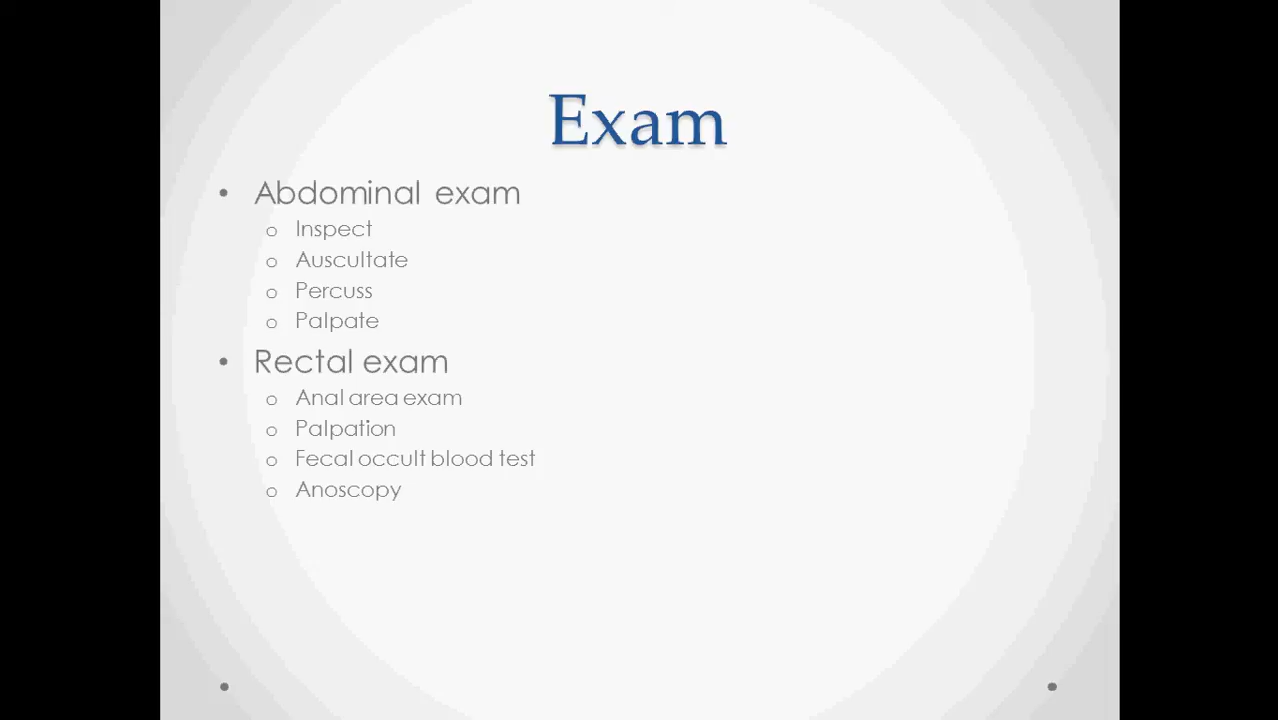 Exam
• Abdominal exam
o Inspect
o Auscultate
o Percuss
o Palpate
• Rectal exam
o Anal area exam
o Palpation
o Fecal occult blood test
o Anoscopy